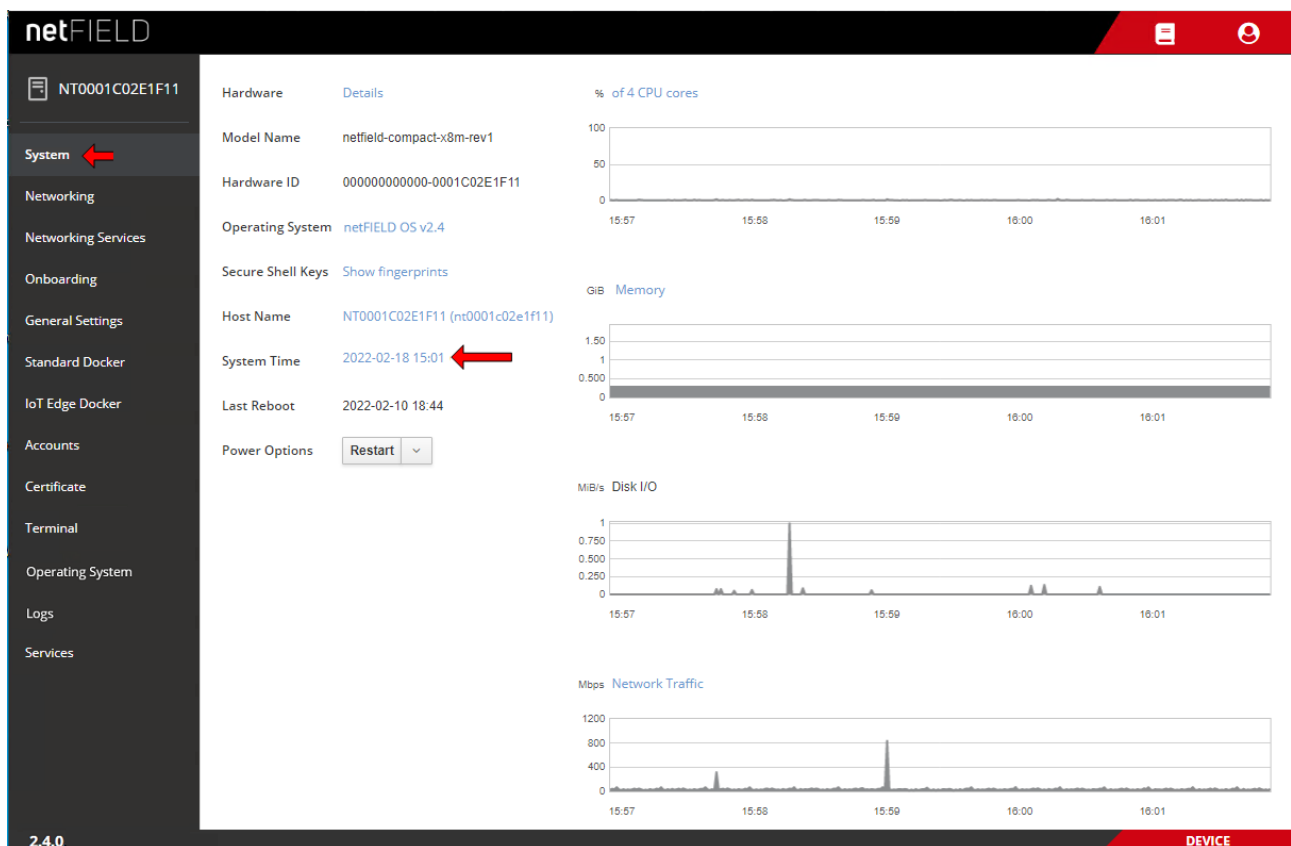 netFIELD
NT0001C02E1F11
System
Networking
Networking Services
Onboarding
General Settings
Standard Docker
IoT Edge Docker
Accounts
Certificate
Terminal
Operating System
Logs
Services
Hardware Details
Model Name netfield-compact-x8m-rev1
Hardware ID 000000000000-0001C02E1F11
Operating System netFIELD OS v2.4
Secure Shell Keys Show fingerprints
Host Name NT0001C02E1F11 (nt0001c02e1f11)
System Time 2022-02-18 15:01
Last Reboot 2022-02-10 18:44
Power Options Restart
% of 4 CPU cores
100
50
0
15:57 15:58 15:59 16:00 16:01
GiB Memory
1.50
1
0.500
0
15:57 15:58 15:59 16:00 16:01
MiB/s Disk I/O
1
0.750
0.500
0.250
0
15:57 15:58 15:59 16:00 16:01
Mbps Network Traffic
1200
800
400
0
15:57 15:58 15:59 16:00 16:01
2.4.0 DEVICE